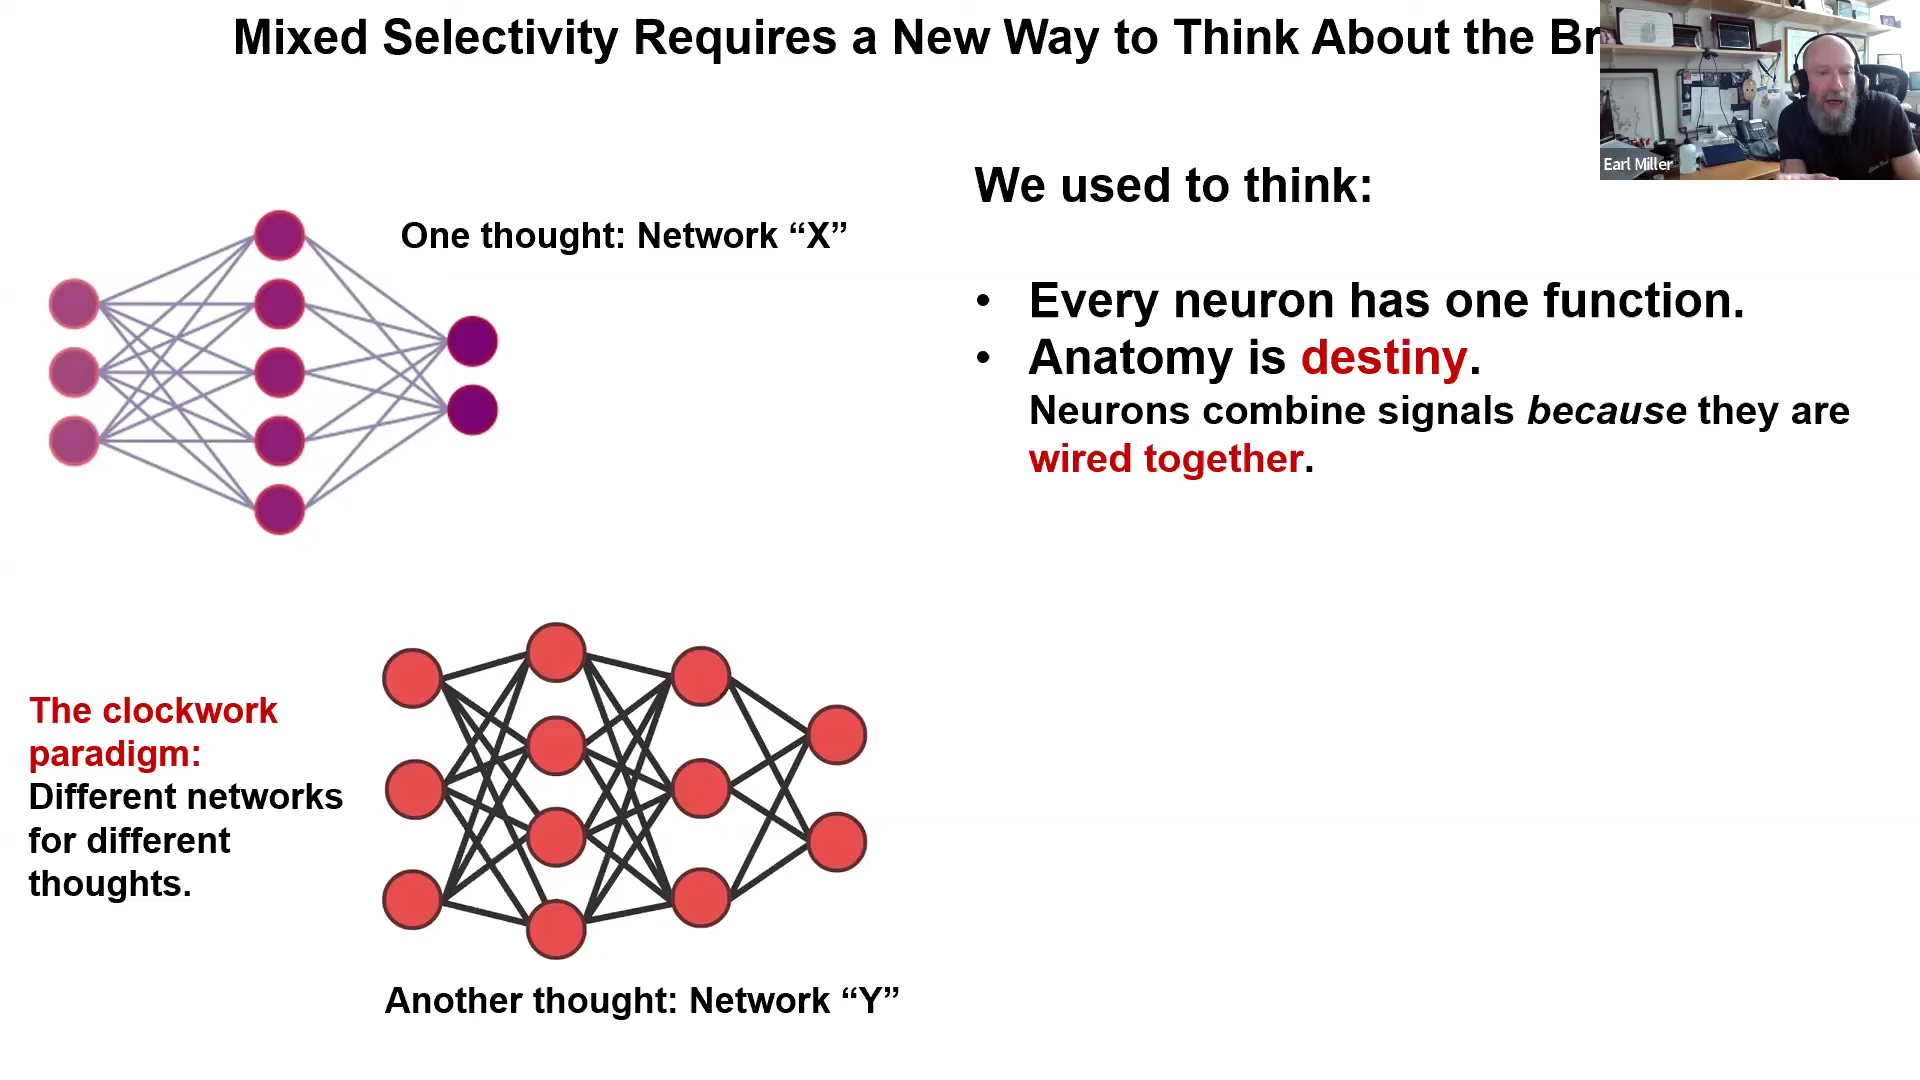 Mixed Selectivity Requires a New Way to Think About the Br
Earl Miller
We used to think:
One thought: Network “X”
• Every neuron has one function.
• Anatomy is destiny.
Neurons combine signals because they are
wired together.
The clockwork
paradigm:
Different networks
for different
thoughts.
Another thought: Network “Y”